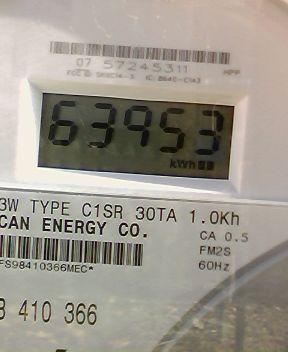 07 57245311
HPP
63953
kWh
3W TYPE C1SR 30TA 1.0Kh
CAN ENERGY CO. CA 0.5
FM2S
FS98410366MEC* 60Hz
410 366